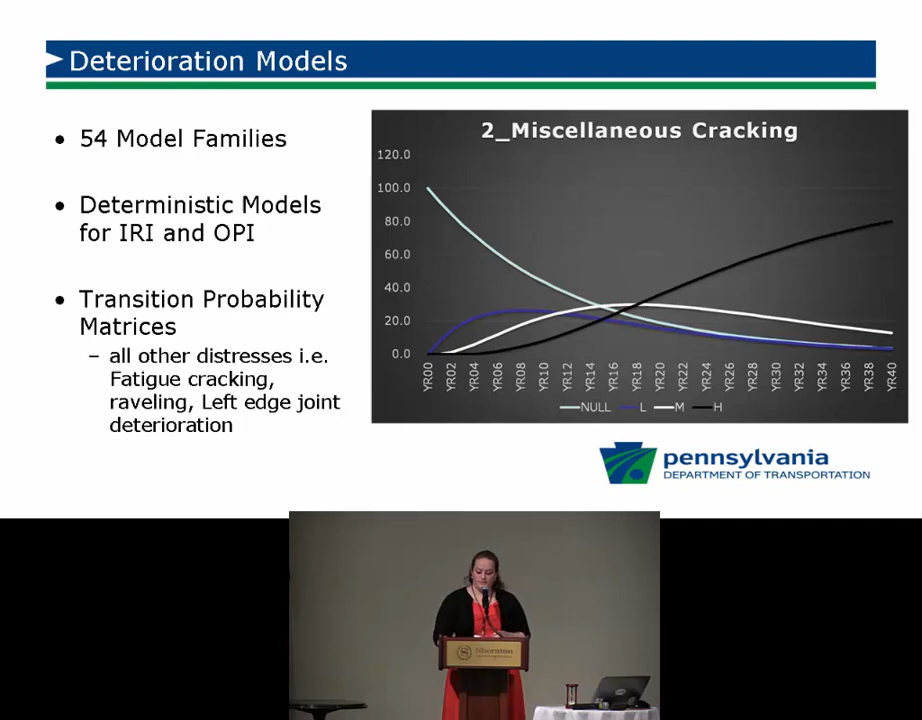 Deterioration Models
• 54 Model Families
• Deterministic Models
for IRI and OPI
• Transition Probability
Matrices
– all other distresses i.e.
Fatigue cracking,
raveling, Left edge joint
deterioration
2_Miscellaneous Cracking
120.0
100.0
80.0
60.0
40.0
20.0
0.0
YR00
YR02
YR04
YR06
YR08
YR10
YR12
YR14
YR16
YR18
YR20
YR22
YR24
YR26
YR28
YR30
YR32
YR34
YR36
YR38
YR40
NULL L M H
pennsylvania
DEPARTMENT OF TRANSPORTATION
Sheraton